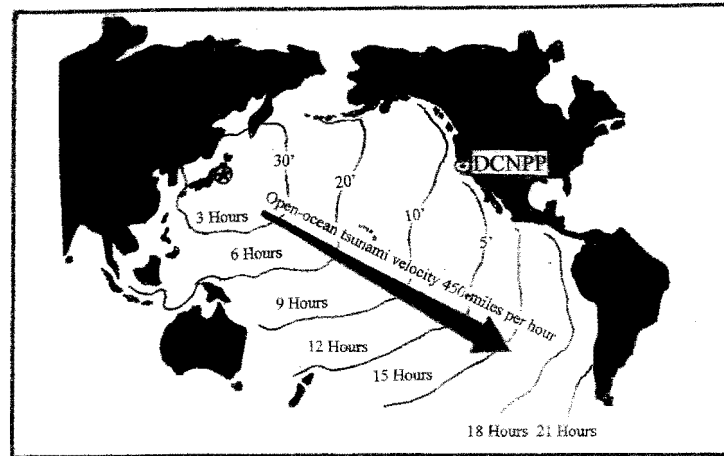 DCNPP
30'
20'
10'
5'
3 Hours
6 Hours
9 Hours
12 Hours
15 Hours
18 Hours 21 Hours
Open-ocean tsunami velocity 450 miles per hour